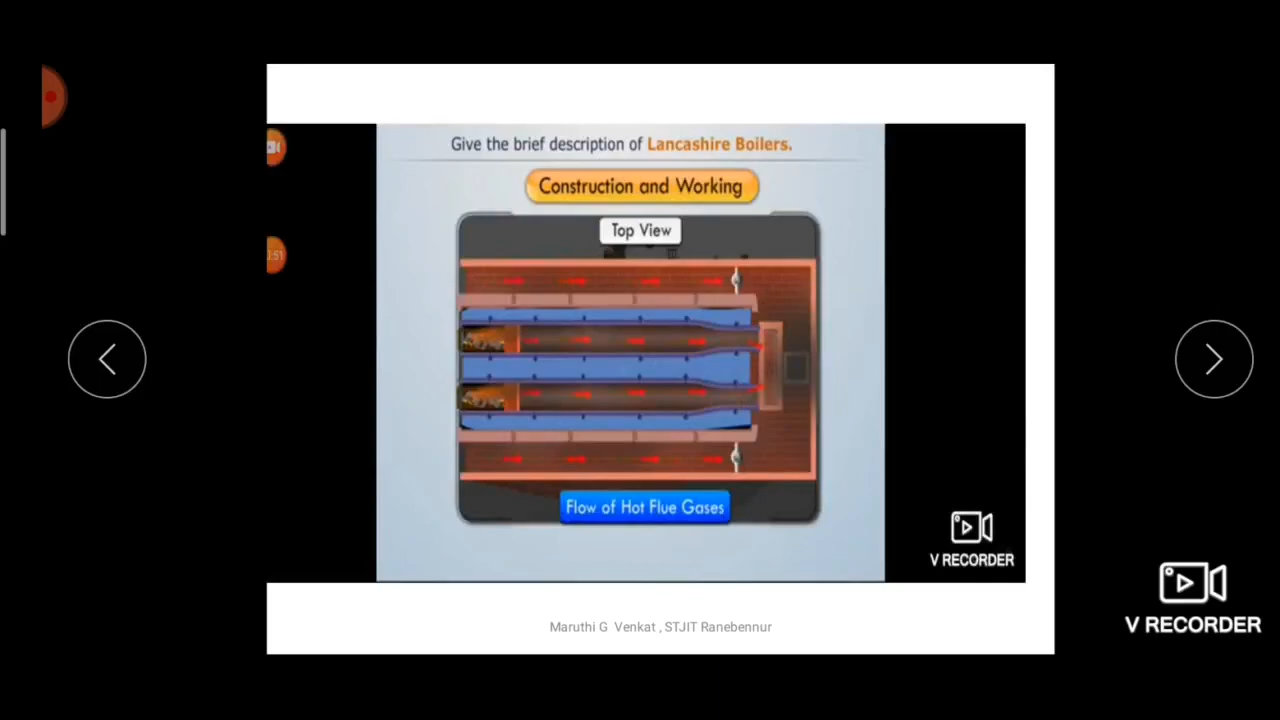 Give the brief description of Lancashire Boilers.
Construction and Working
Top View
:51
Flow of Hot Flue Gases
V RECORDER
V RECORDER
Maruthi G Venkat , STJIT Ranebennur